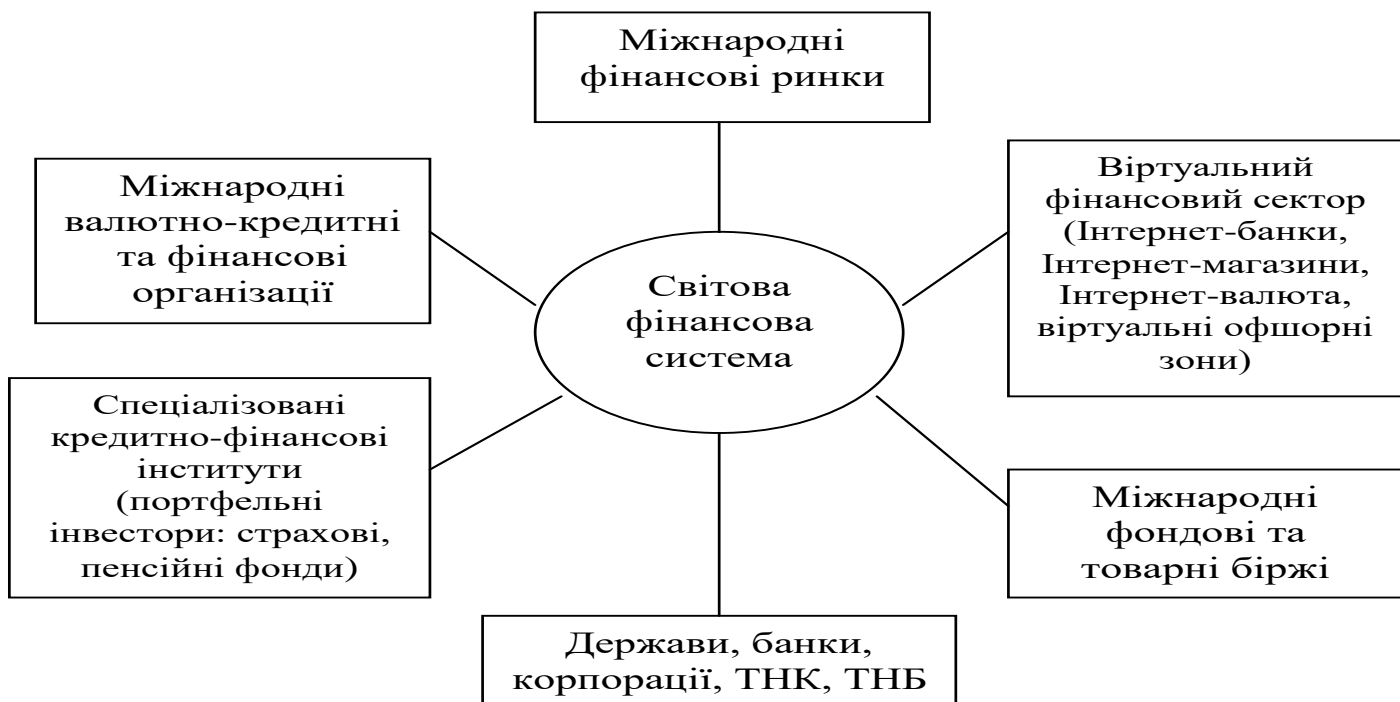 Міжнародні
фінансові ринки
Міжнародні
валютно-кредитні
та фінансові
організації
Віртуальний
фінансовий сектор
(Інтернет-банки,
Інтернет-магазини,
Інтернет-валюта,
віртуальні офшорні
зони)
Світова
фінансова
система
Спеціалізовані
кредитно-фінансові
інститути
(портфельні
інвестори: страхові,
пенсійні фонди)
Міжнародні
фондові та
товарні біржі
Держави, банки,
корпорації, ТНК, ТНБ